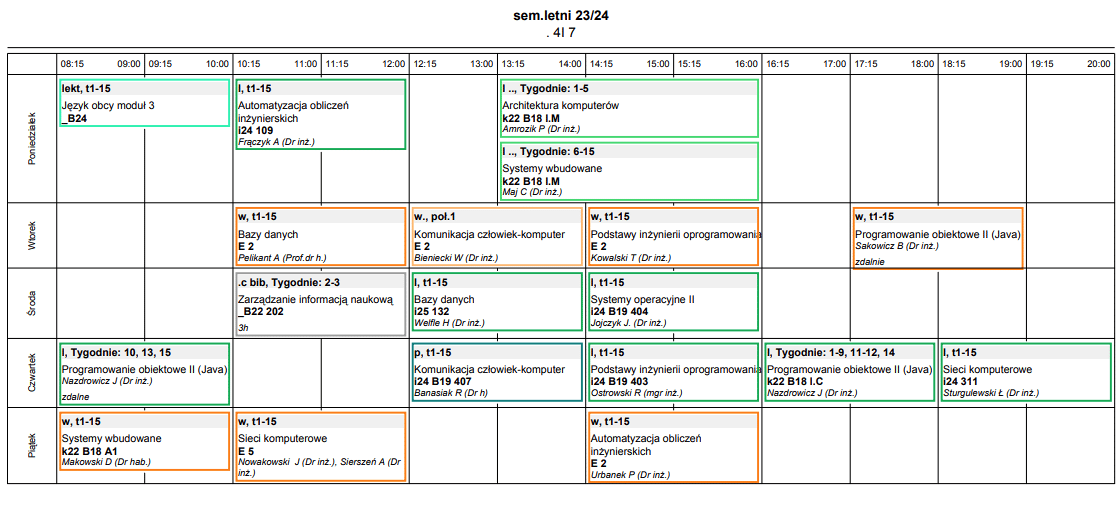 sem.letni 23/24
. 4I 7
08:15 09:00 09:15 10:00 10:15 11:00 11:15 12:00 12:15 13:00 13:15 14:00 14:15 15:00 15:15 16:00 16:15 17:00 17:15 18:00 18:15 19:00 19:15 20:00
Poniedziałek
lekt, t1-15
Język obcy moduł 3
_B24
l, t1-15
Automatyzacja obliczeń
inżynierskich
i24 109
Frączyk A (Dr inż.)
l .., Tygodnie: 1-5
Architektura komputerów
k22 B18 I.M
Amrozik P (Dr inż.)
l .., Tygodnie: 6-15
Systemy wbudowane
k22 B18 I.M
Maj C (Dr inż.)
Wtorek
w, t1-15
Bazy danych
E 2
Pelikant A (Prof.dr h.)
w., poł.1
Komunikacja człowiek-komputer
E 2
Bieniecki W (Dr inż.)
w, t1-15
Podstawy inżynierii oprogramowania
E 2
Kowalski T (Dr inż.)
w, t1-15
Programowanie obiektowe II (Java)
Sakowicz B (Dr inż.)
zdalnie
Środa
.c bib, Tygodnie: 2-3
Zarządzanie informacją naukową
_B22 202
3h
l, t1-15
Bazy danych
i25 132
Welfle H (Dr inż.)
l, t1-15
Systemy operacyjne II
i24 B19 404
Jojczyk J. (Dr inż.)
Czwartek
l, Tygodnie: 10, 13, 15
Programowanie obiektowe II (Java)
Nazdrowicz J (Dr inż.)
zdalne
p, t1-15
Komunikacja człowiek-komputer
i24 B19 407
Banasiak R (Dr h)
l, t1-15
Podstawy inżynierii oprogramowania
i24 B19 403
Ostrowski R (mgr inż.)
l, Tygodnie: 1-9, 11-12, 14
Programowanie obiektowe II (Java)
k22 B18 I.C
Nazdrowicz J (Dr inż.)
l, t1-15
Sieci komputerowe
i24 311
Sturgulewski Ł (Dr inż.)
Piątek
w, t1-15
Systemy wbudowane
k22 B18 A1
Makowski D (Dr hab.)
w, t1-15
Sieci komputerowe
E 5
Nowakowski J (Dr inż.), Sierszeń A (Dr
inż.)
w, t1-15
Automatyzacja obliczeń
inżynierskich
E 2
Urbanek P (Dr inż.)